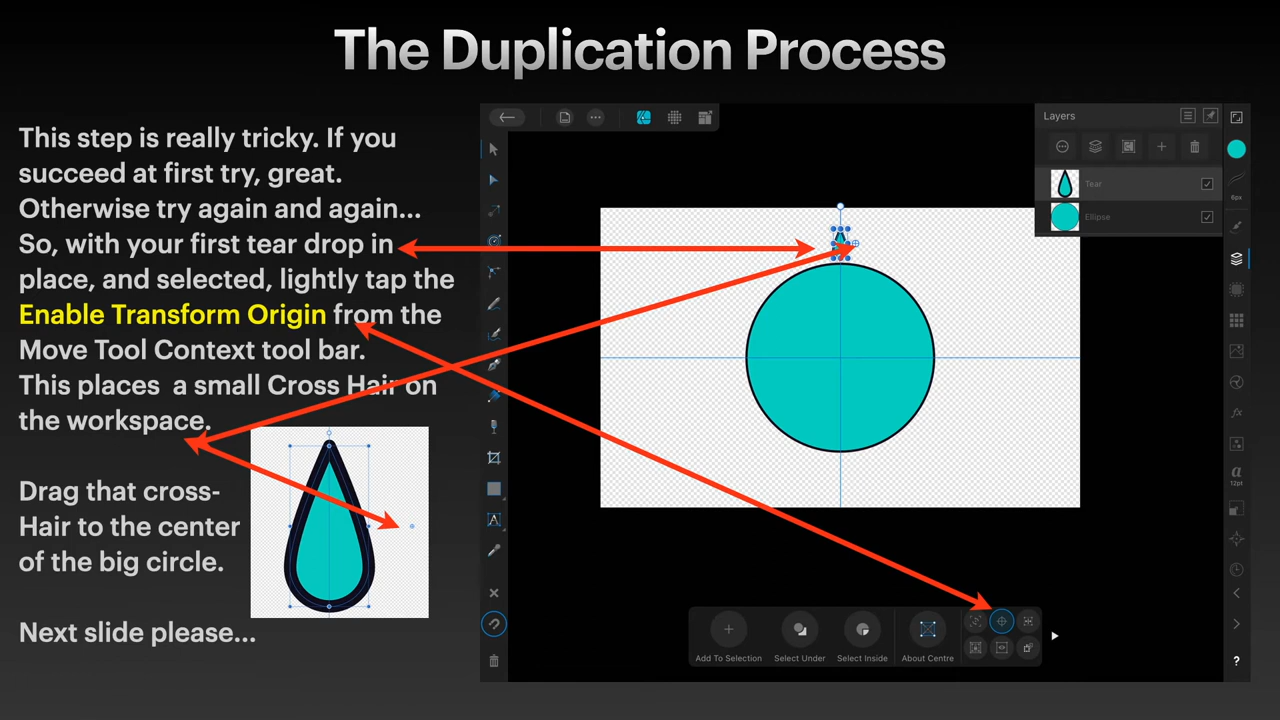 The Duplication Process
This step is really tricky. If you
succeed at first try, great.
Otherwise try again and again...
So, with your first tear drop in
place, and selected, lightly tap the
Enable Transform Origin from the
Move Tool Context tool bar.
This places a small Cross Hair on
the workspace.
Drag that cross-
Hair to the center
of the big circle.
Next slide please...
Layers
Tear
Ellipse
6px
fx
a
12pt
A
Add To Selection
Select Under
Select Inside
About Centre
?